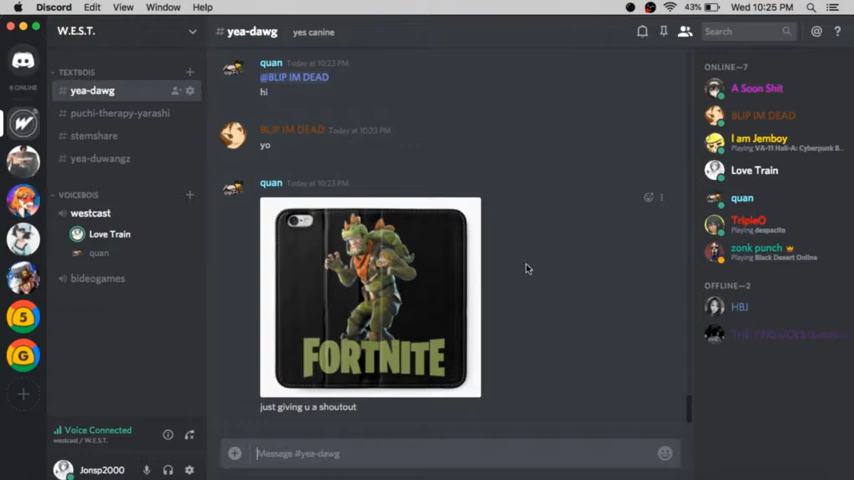 Discord Edit View Window Help
43% Wed 10:25 PM
W.E.S.T.
# yea-dawg yes canine
Search
6 ONLINE
TEXTBOIS
# yea-dawg
# puchi-therapy-yarashi
# stemshare
# yea-duwangz
VOICEBOIS
westcast
Love Train
quan
bideogames
5
G
Voice Connected
westcast / W.E.S.T.
Jonsp2000
quan Today at 10:23 PM
@BLIP IM DEAD
hi
BLIP IM DEAD Today at 10:23 PM
yo
quan Today at 10:23 PM
FORTNITE
just giving u a shoutout
Message #yea-dawg
ONLINE—7
A Soon Shit
BLIP IM DEAD
I am Jemboy
Playing VA-11 Hall-A: Cyberpunk B...
Love Train
quan
TripleO
Playing despacito
zonk punch
Playing Black Desert Online
OFFLINE—2
HBJ